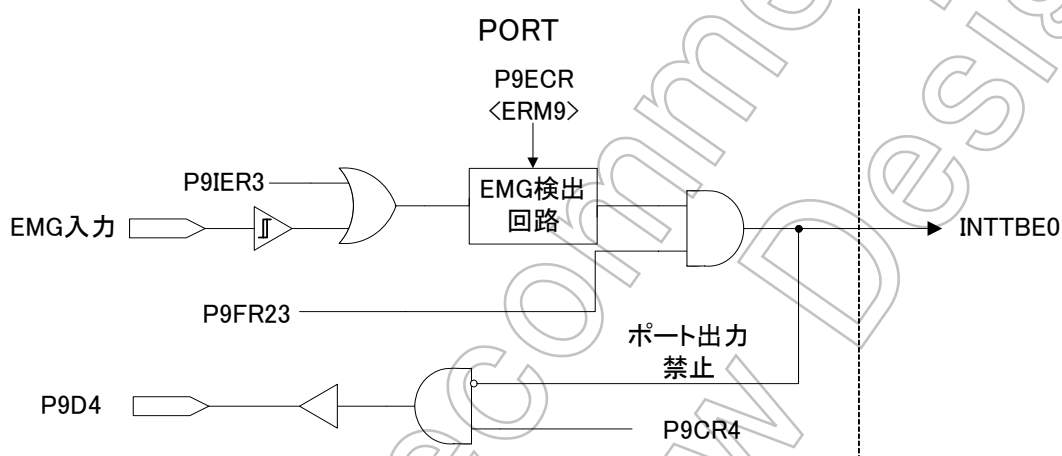 PORT
P9ECR
<ERM9>
P9IER3
EMG検出
回路
EMG入力
INTTBE0
P9FR23
ポート出力
禁止
P9D4
P9CR4